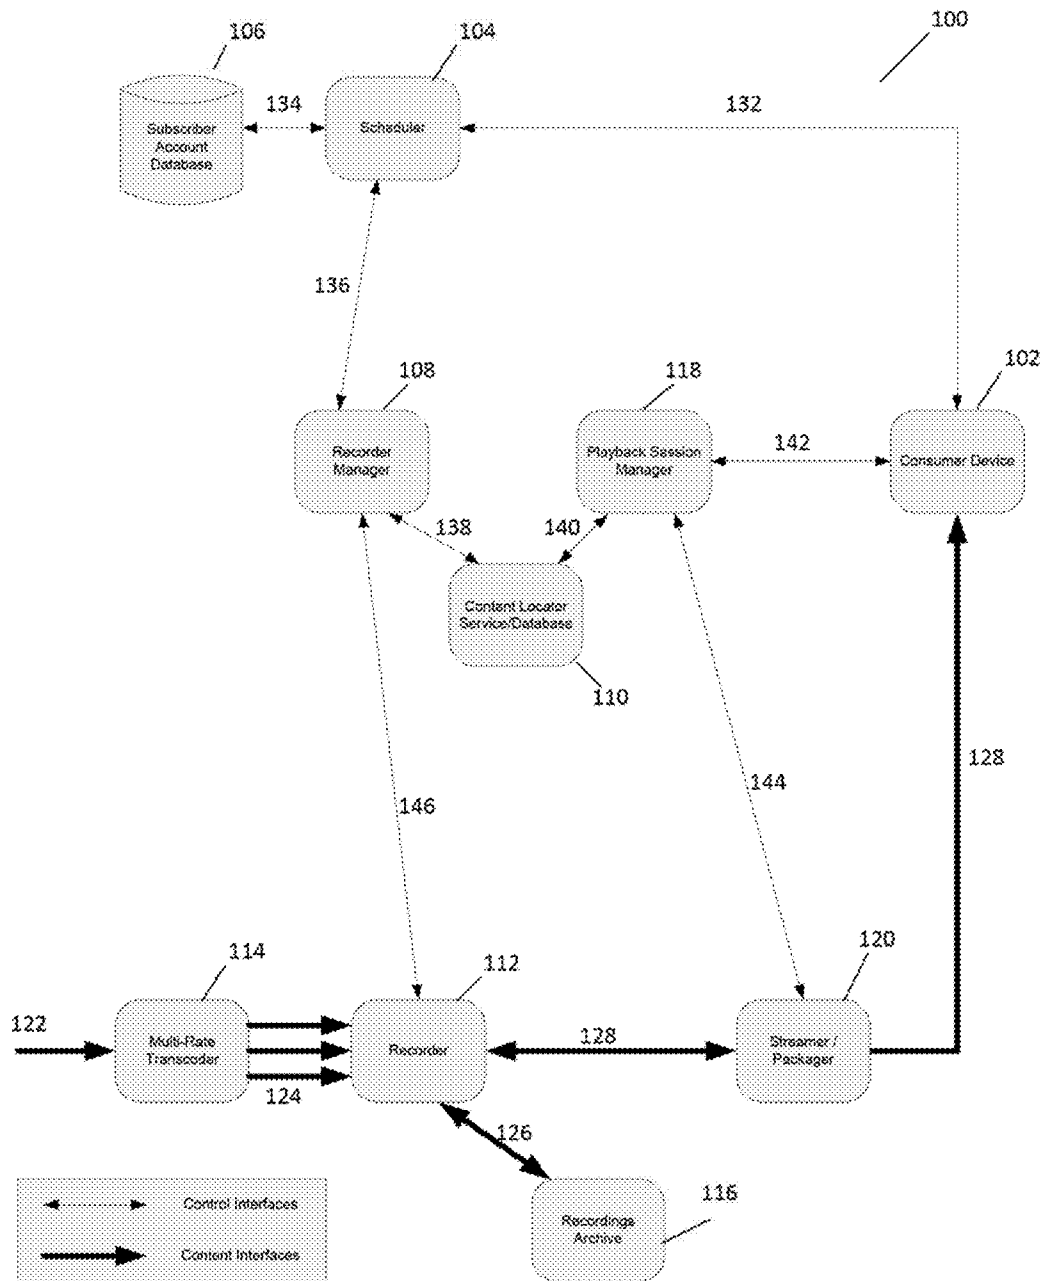 106
104
100
134
132
Subscriber
Account
Database
Scheduler
136
108
118
102
Recorder
Manager
Playback Session
Manager
142
Consumer Device
138
140
Content Locator
Service/Database
110
128
144
146
114
112
120
122
Multi-Rate
Transcoder
Recorder
128
Streamer /
Packager
124
126
116
Recordings
Archive
Control Interfaces
Content Interfaces